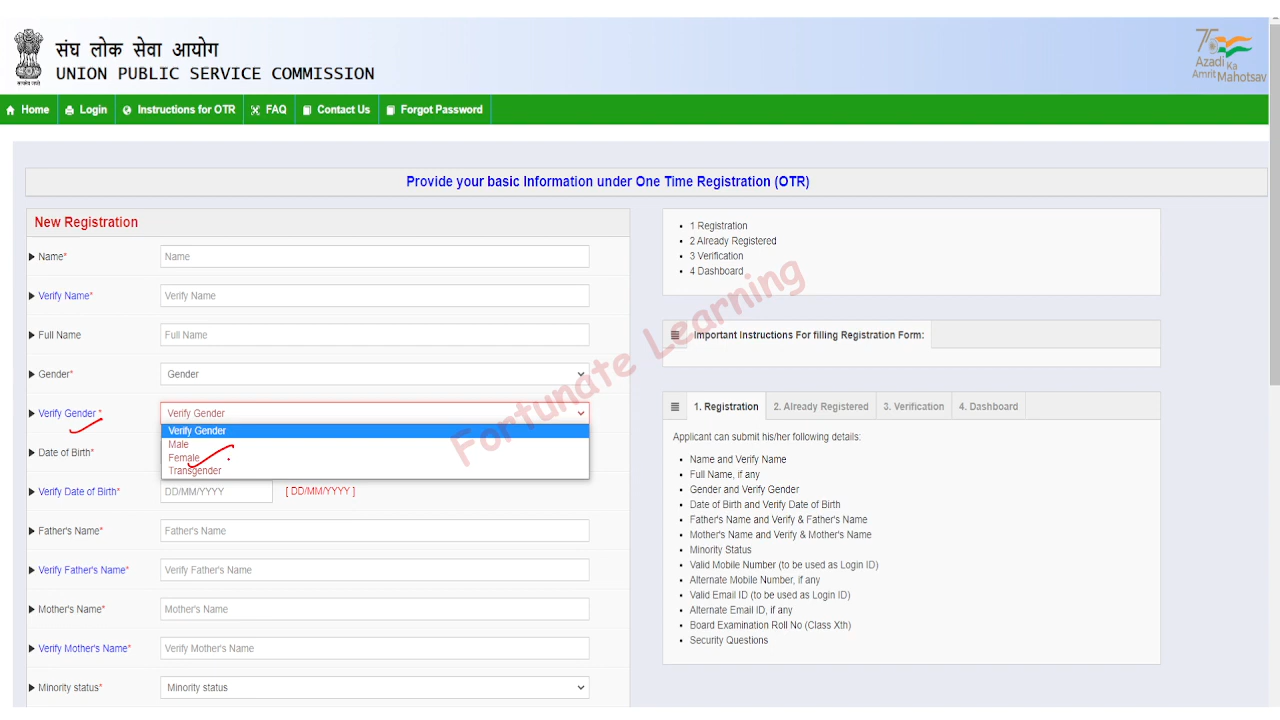 संघ लोक सेवा आयोग
UNION PUBLIC SERVICE COMMISSION
75
Azadi Ka
Amrit Mahotsav
Home Login Instructions for OTR FAQ Contact Us Forgot Password
Provide your basic Information under One Time Registration (OTR)
New Registration
Name* Name
Verify Name* Verify Name
Full Name Full Name
Gender* Gender
Verify Gender * Verify Gender
Verify Gender
Male
Female
Transgender
Date of Birth*
Verify Date of Birth* DD/MM/YYYY [ DD/MM/YYYY ]
Father's Name* Father's Name
Verify Father's Name* Verify Father's Name
Mother's Name* Mother's Name
Verify Mother's Name* Verify Mother's Name
Minority status* Minority status
1 Registration
2 Already Registered
3 Verification
4 Dashboard
Important Instructions For filling Registration Form:
1. Registration 2. Already Registered 3. Verification 4. Dashboard
Applicant can submit his/her following details:
Name and Verify Name
Full Name, if any
Gender and Verify Gender
Date of Birth and Verify Date of Birth
Father's Name and Verify & Father's Name
Mother's Name and Verify & Mother's Name
Minority Status
Valid Mobile Number (to be used as Login ID)
Alternate Mobile Number, if any
Valid Email ID (to be used as Login ID)
Alternate Email ID, if any
Board Examination Roll No (Class Xth)
Security Questions
Fortunate Learning